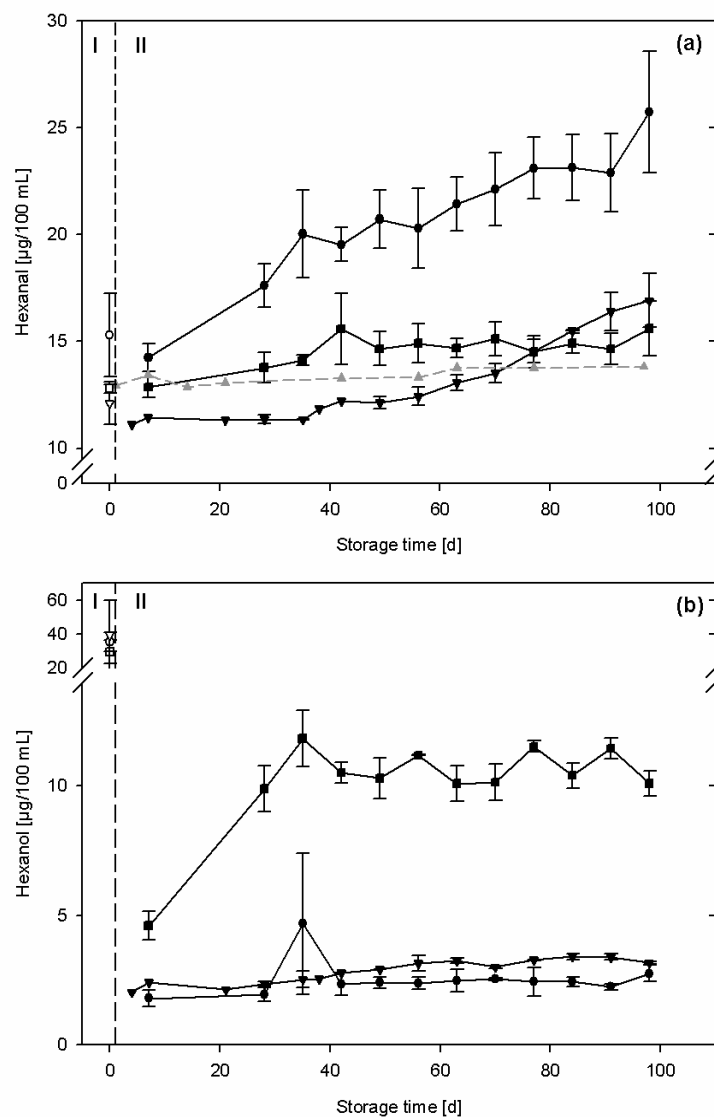 30
I II (a)
25
20
15
10
0
0 20 40 60 80 100
Hexanal [µg/100 mL]
Storage time [d]
60
I II (b)
40
20
10
5
0
0 20 40 60 80 100
Hexanol [µg/100 mL]
Storage time [d]